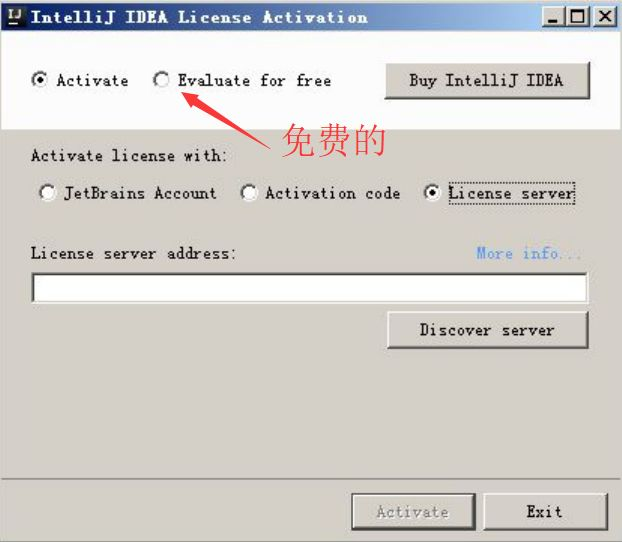 IntelliJ IDEA License Activation
Activate Evaluate for free Buy IntelliJ IDEA
免费的
Activate license with:
JetBrains Account Activation code License server
License server address: More info...
Discover server
Activate Exit